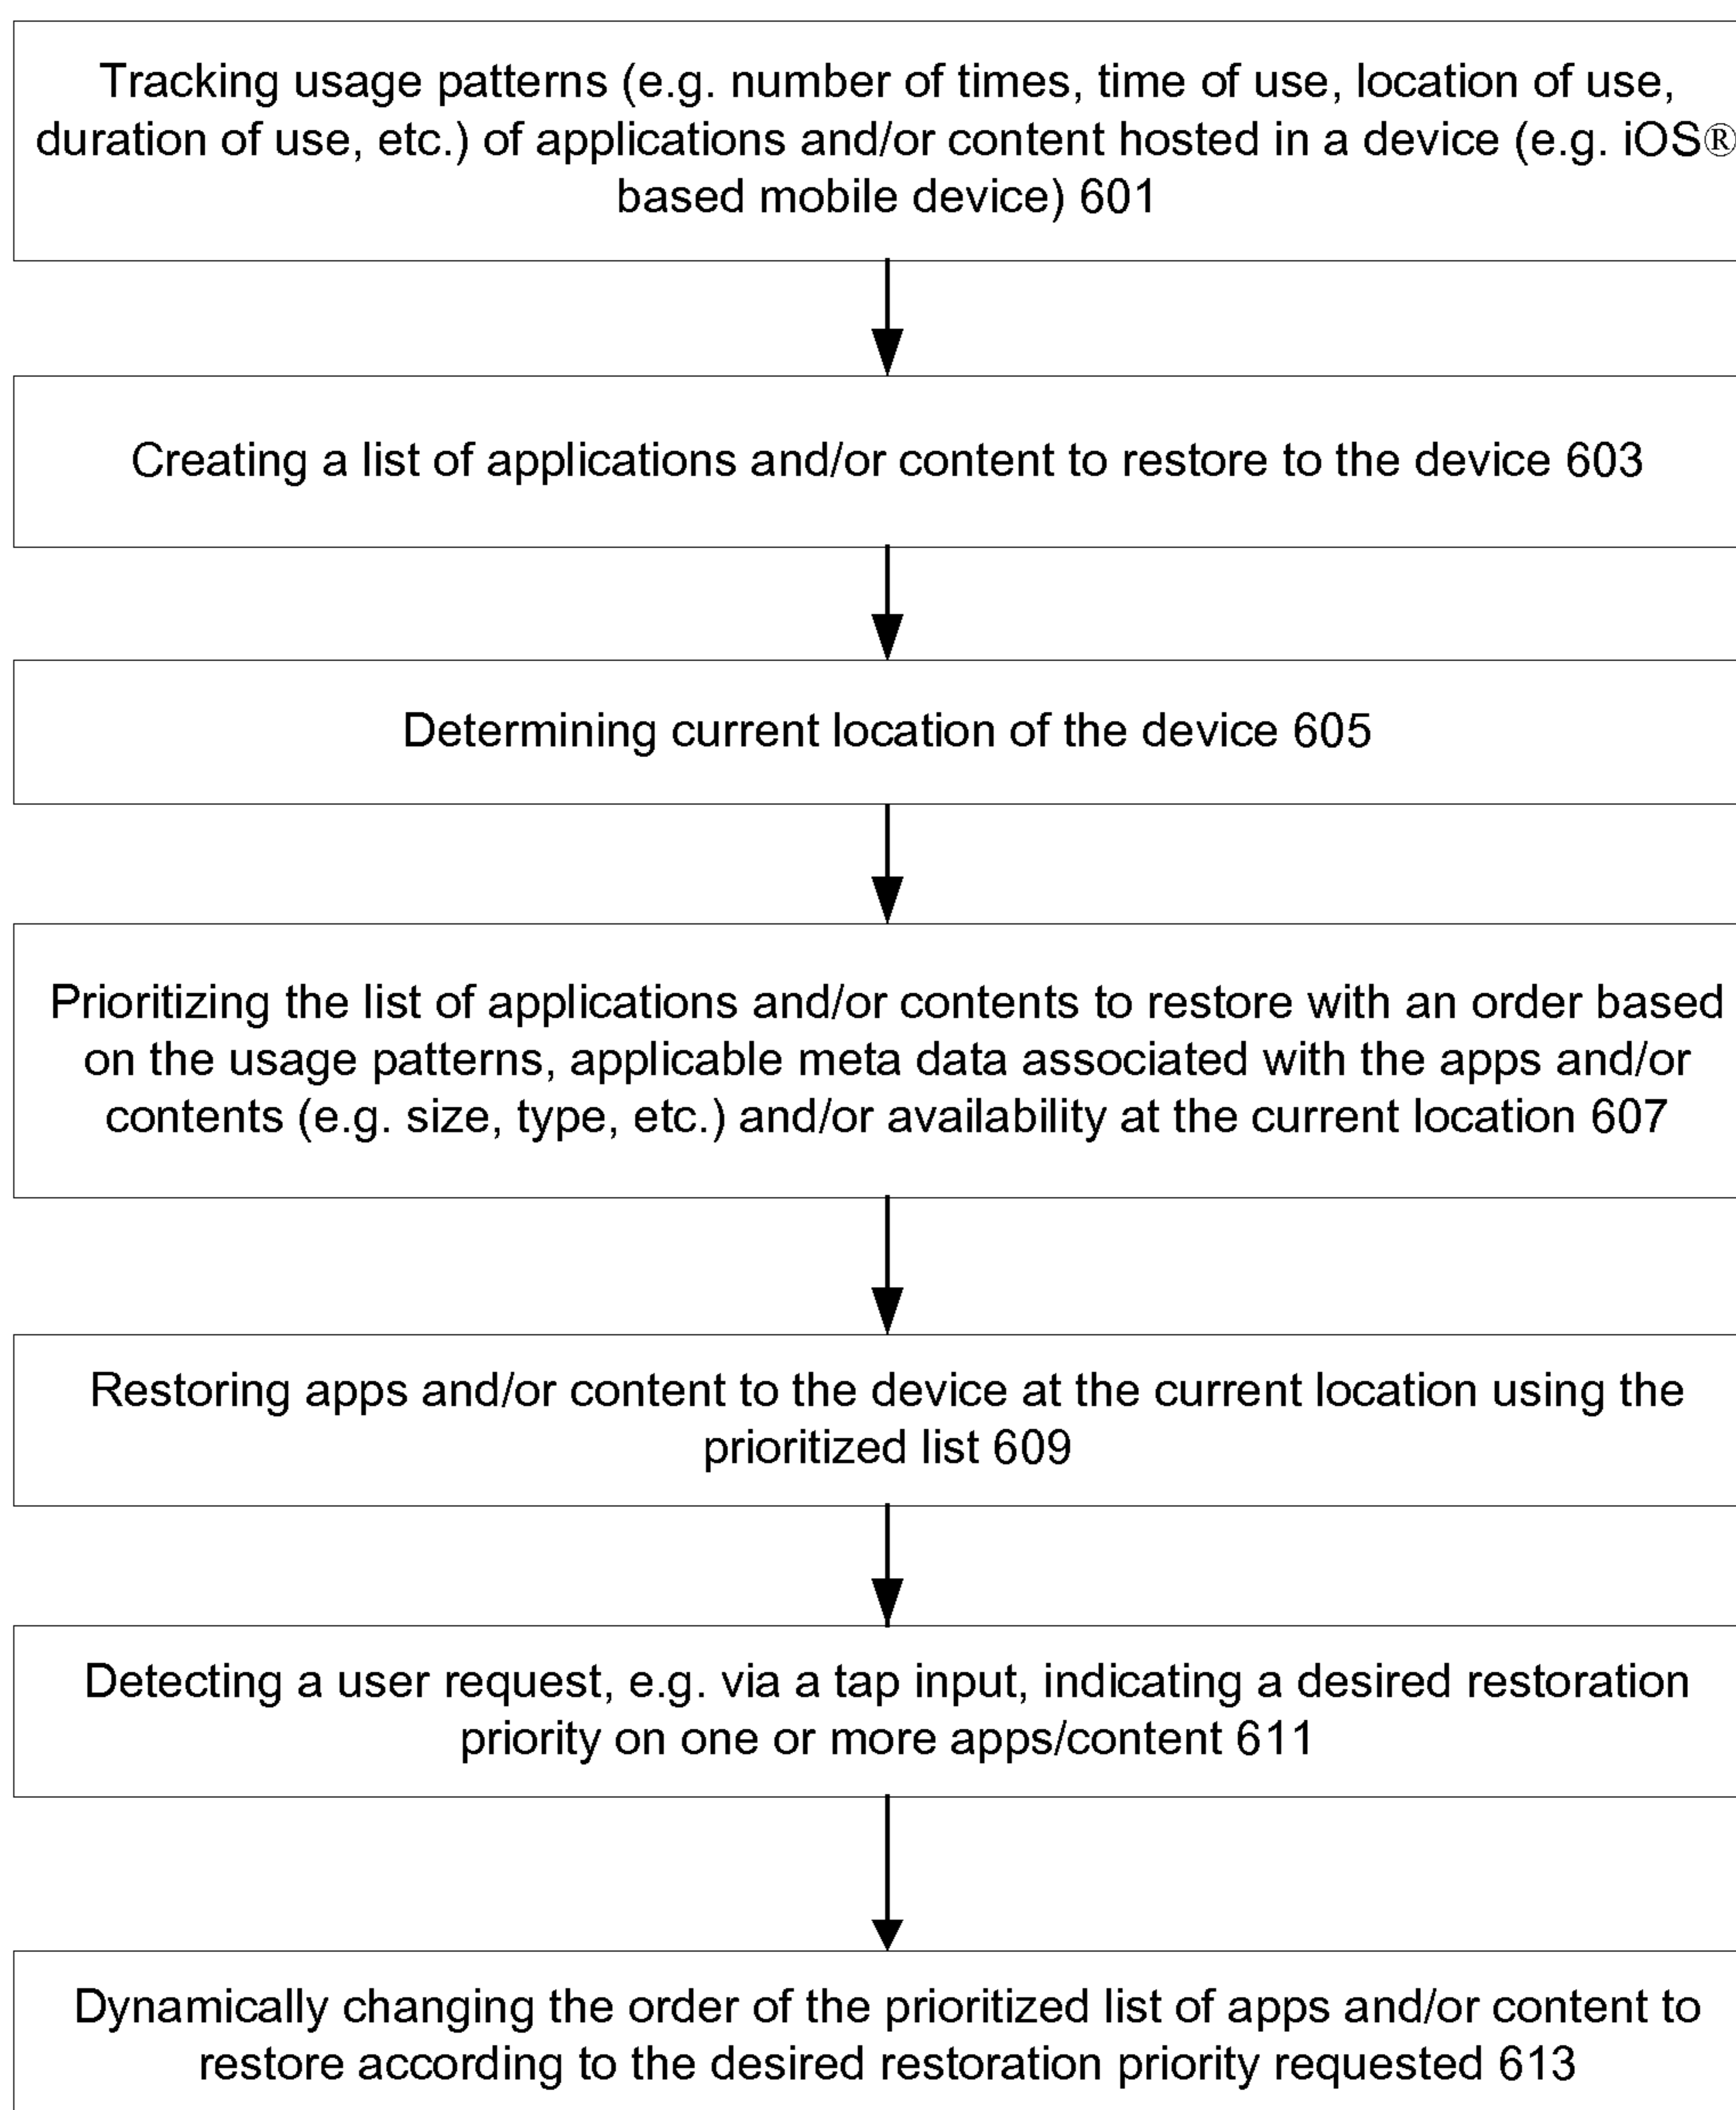 Tracking usage patterns (e.g. number of times, time of use, location of use,
duration of use, etc.) of applications and/or content hosted in a device (e.g. iOS®
based mobile device) 601
Creating a list of applications and/or content to restore to the device 603
Determining current location of the device 605
Prioritizing the list of applications and/or contents to restore with an order based
on the usage patterns, applicable meta data associated with the apps and/or
contents (e.g. size, type, etc.) and/or availability at the current location 607
Restoring apps and/or content to the device at the current location using the
prioritized list 609
Detecting a user request, e.g. via a tap input, indicating a desired restoration
priority on one or more apps/content 611
Dynamically changing the order of the prioritized list of apps and/or content to
restore according to the desired restoration priority requested 613